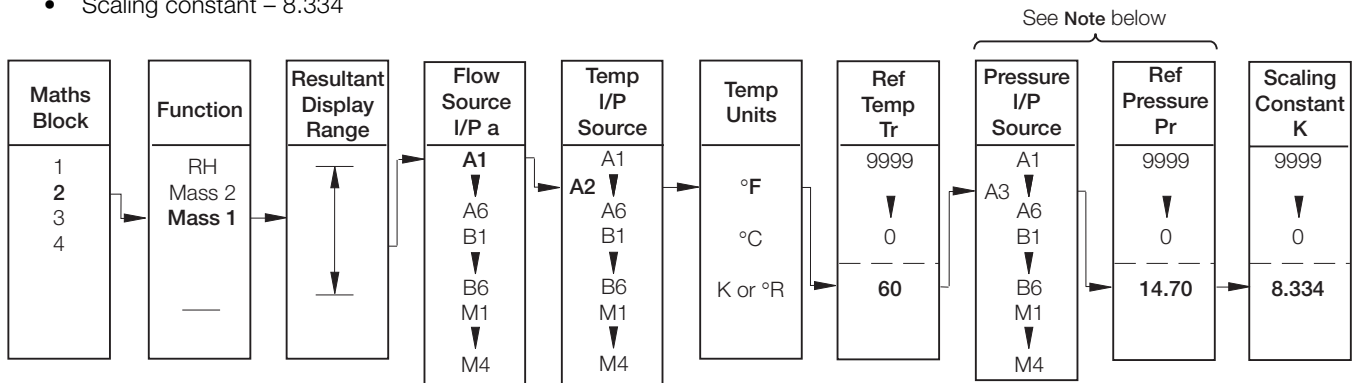 • Scaling constant – 8.334
See Note below
Maths
Block
1
2
3
4
Function
RH
Mass 2
Mass 1
Resultant
Display
Range
Flow
Source
I/P a
A1
A6
B1
B6
M1
M4
Temp
I/P
Source
A1
A2
A6
B1
B6
M1
M4
Temp
Units
°F
°C
K or °R
Ref
Temp
Tr
9999
0
60
Pressure
I/P
Source
A1
A3
A6
B1
B6
M1
M4
Ref
Pressure
Pr
9999
0
14.70
Scaling
Constant
K
9999
0
8.334